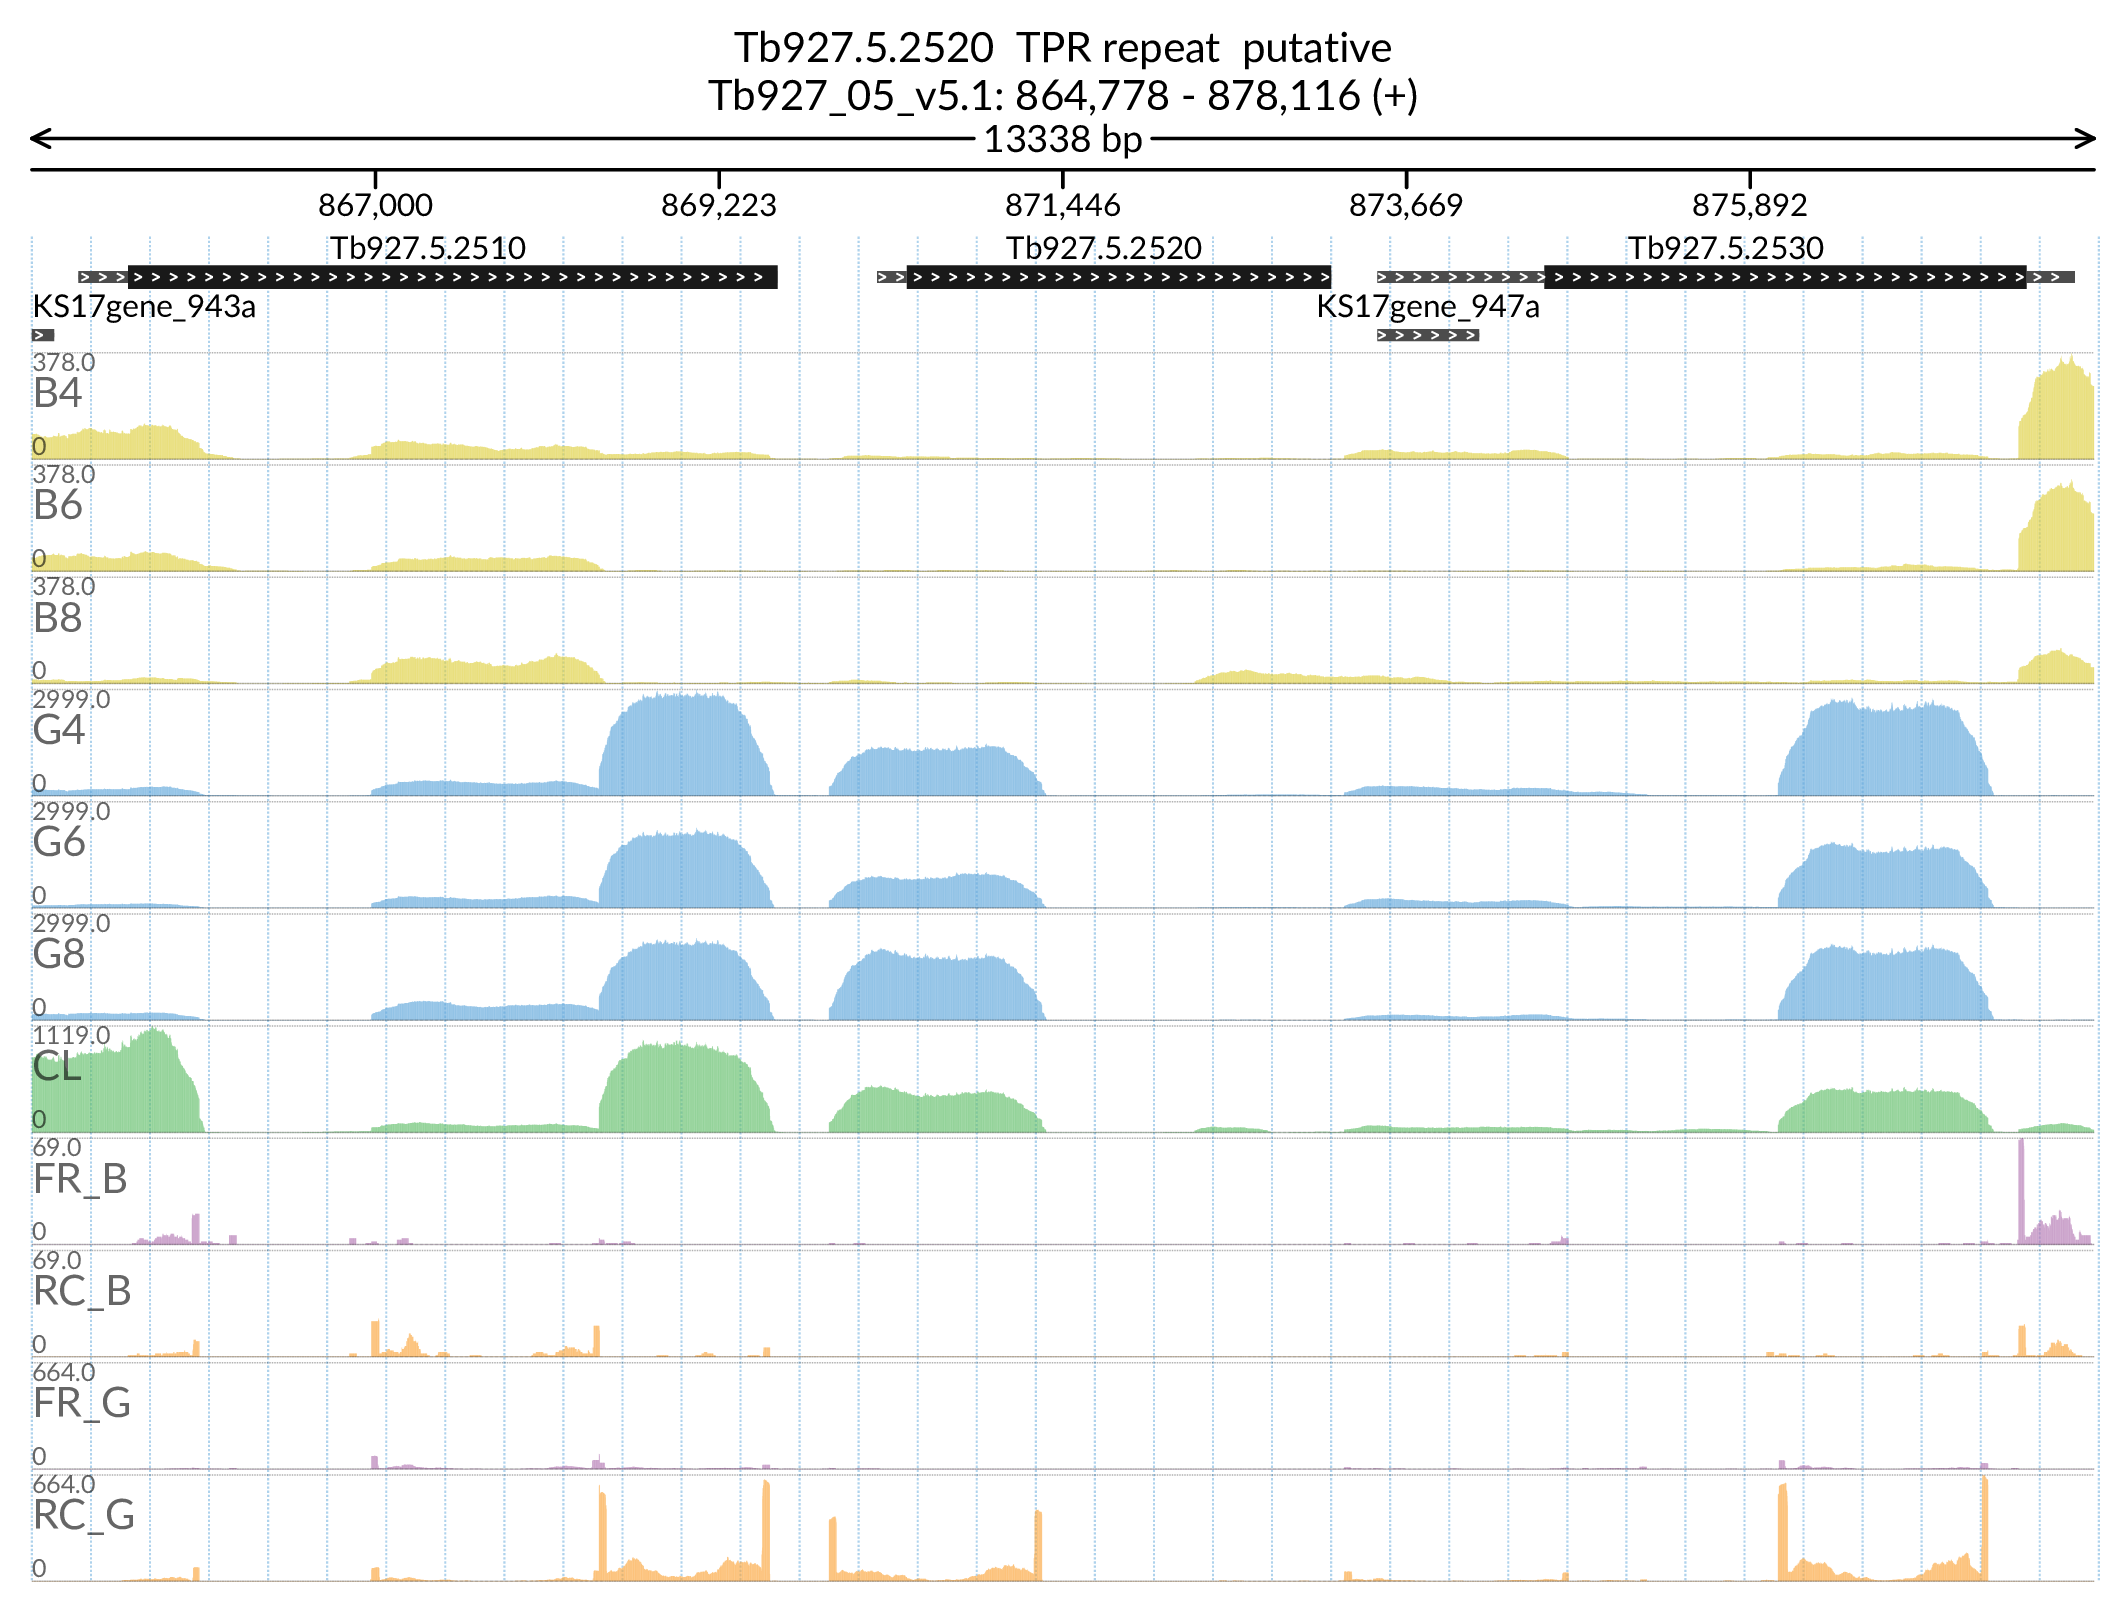 Tb927.5.2520 TPR repeat putative
Tb927_05_v5.1: 864,778 - 878,116 (+)
13338 bp
867,000 869,223 871,446 873,669 875,892
Tb927.5.2510 Tb927.5.2520 Tb927.5.2530
KS17gene_943a KS17gene_947a
378.0
B4
0
378.0
B6
0
378.0
B8
0
2999.0
G4
0
2999.0
G6
0
2999.0
G8
0
1119.0
CL
0
69.0
FR_B
0
69.0
RC_B
0
664.0
FR_G
0
664.0
RC_G
0